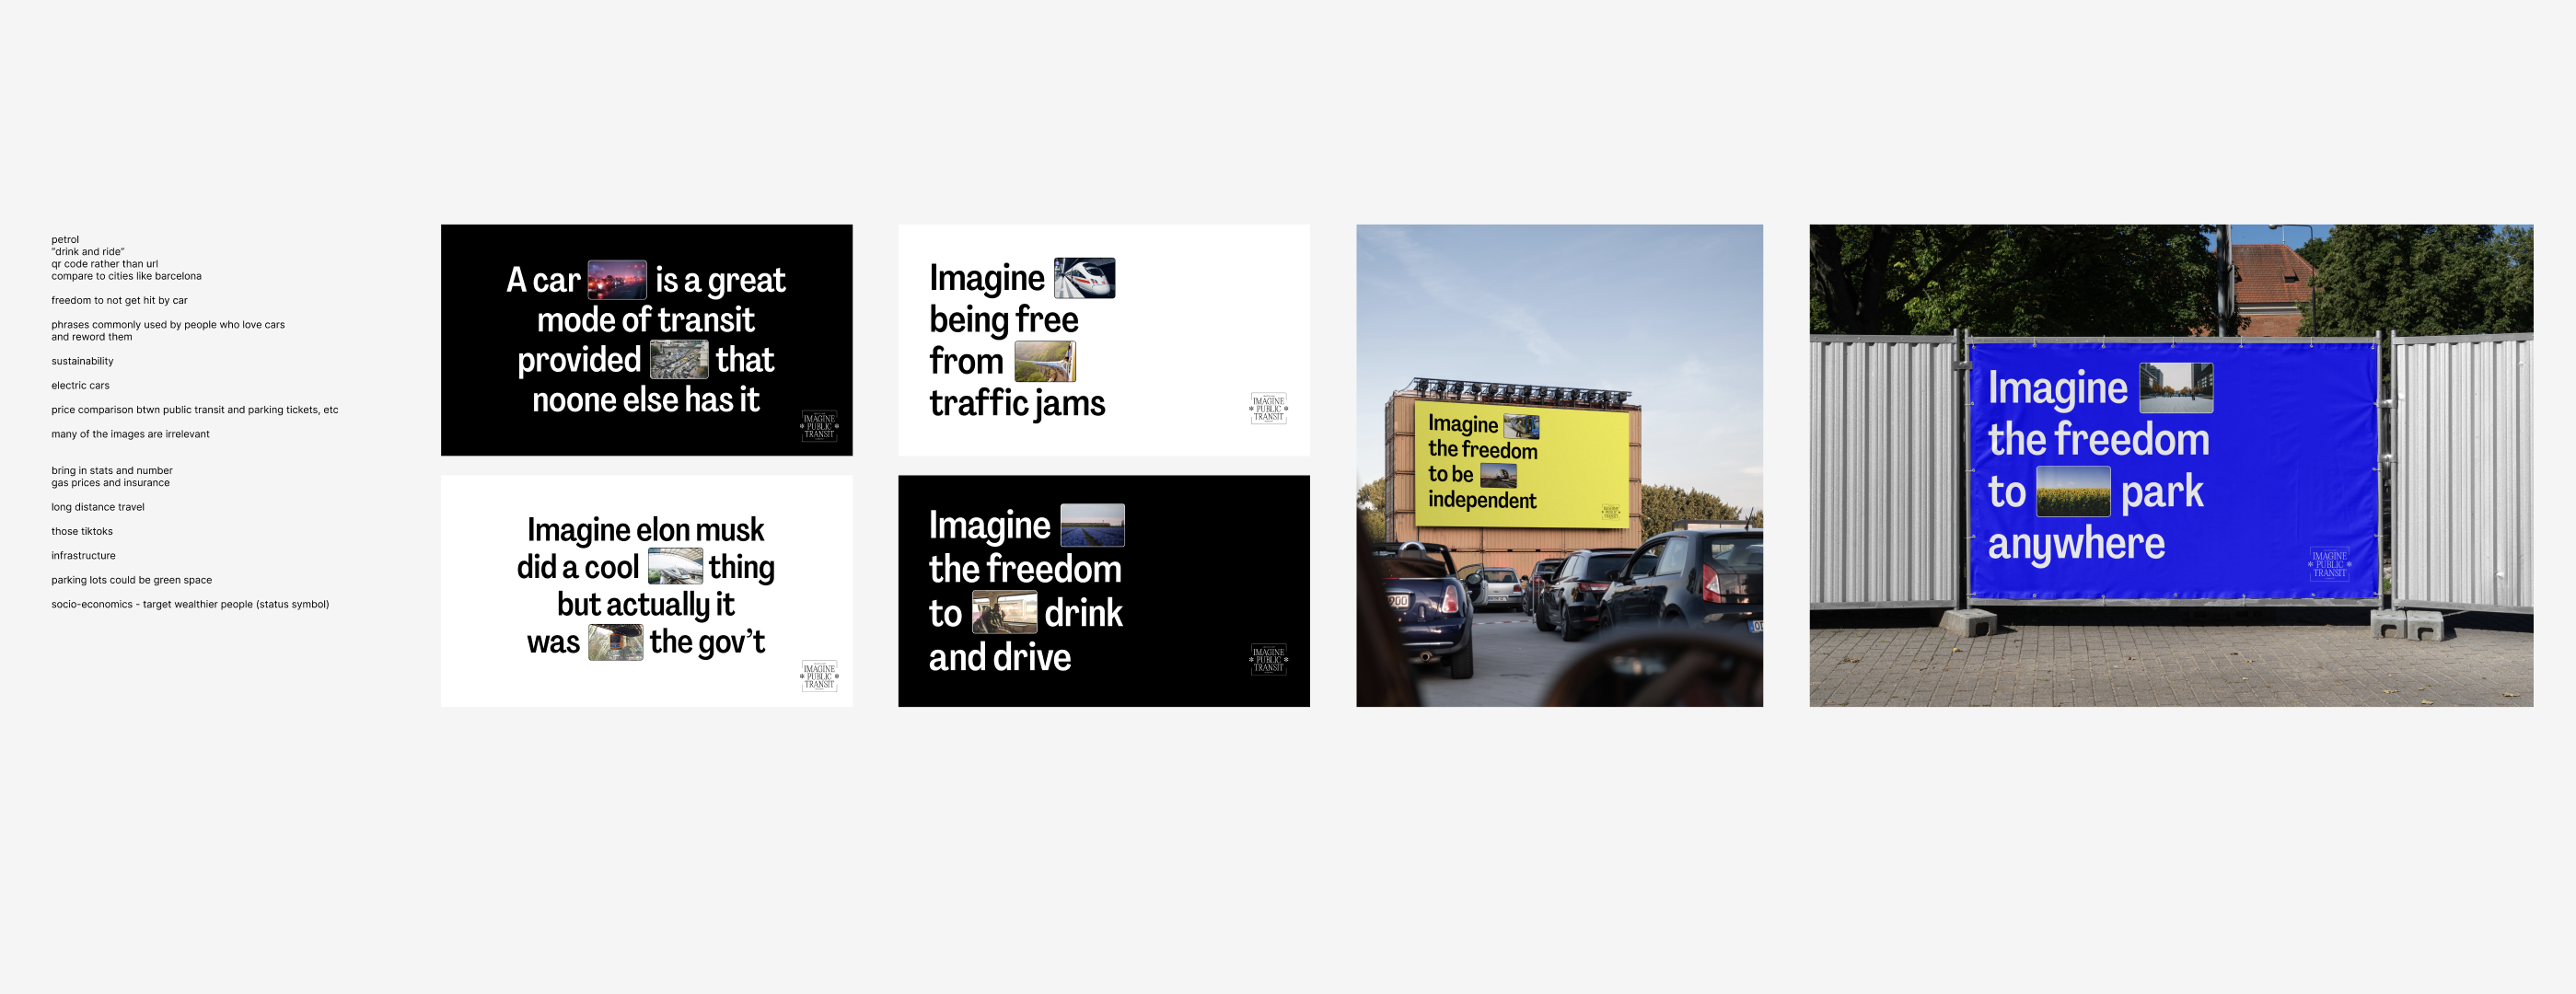 petrol
"drink and ride"
qr code rather than url
compare to cities like barcelona
freedom to not get hit by car
phrases commonly used by people who love cars
and reword them
sustainability
electric cars
price comparison btwn public transit and parking tickets, etc
many of the images are irrelevant
bring in stats and number
gas prices and insurance
long distance travel
those tiktoks
infrastructure
parking lots could be green space
socio-economics - target wealthier people (status symbol)
A car is a great
mode of transit
provided that
noone else has it
IMAGINE
PUBLIC
TRANSIT
Imagine elon musk
did a cool thing
but actually it
was the gov’t
IMAGINE
PUBLIC
TRANSIT
Imagine
being free
from
traffic jams
IMAGINE
PUBLIC
TRANSIT
Imagine
the freedom
to drink
and drive
IMAGINE
PUBLIC
TRANSIT
Imagine
the freedom
to be
independent
IMAGINE
PUBLIC
TRANSIT
Imagine
the freedom
to park
anywhere
IMAGINE
PUBLIC
TRANSIT